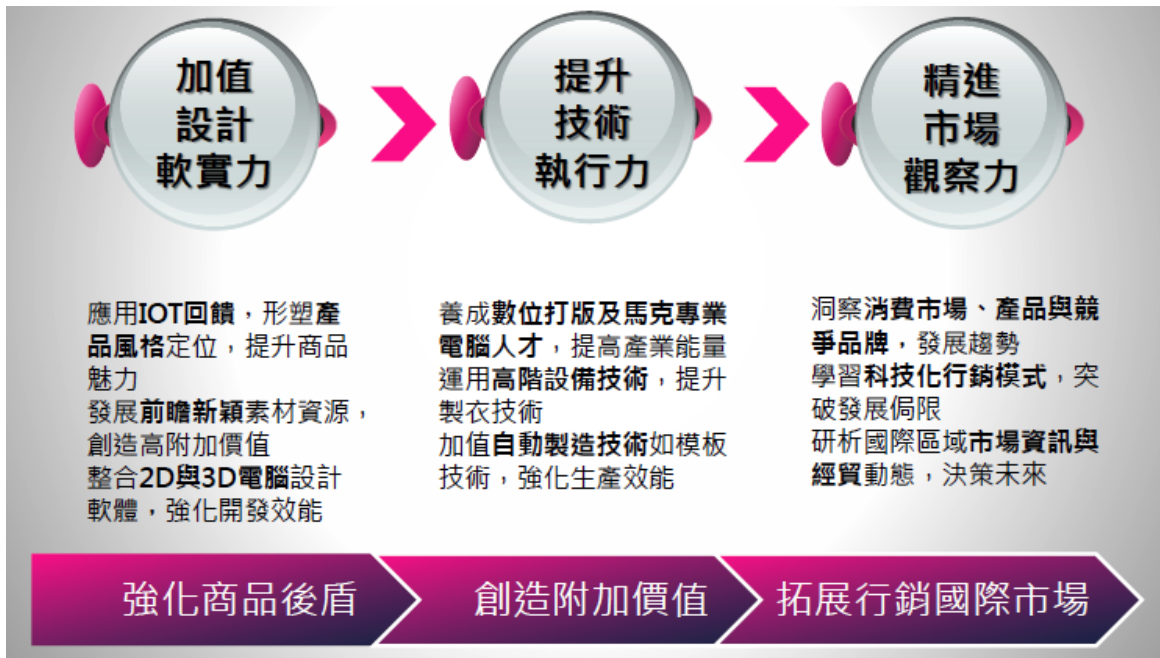 加值
設計
軟實力
提升
技術
執行力
精進
市場
觀察力
應用IOT回饋，形塑產
品風格定位，提升商品
魅力
發展前瞻新穎素材資源，
創造高附加價值
整合2D與3D電腦設計
軟體，強化開發效能
養成數位打版及馬克專業
電腦人才，提高產業能量
運用高階設備技術，提升
製衣技術
加值自動製造技術如模板
技術，強化生產效能
洞察消費市場、產品與競
爭品牌，發展趨勢
學習科技化行銷模式，突
破發展侷限
研析國際區域市場資訊與
經貿動態，決策未來
強化商品後盾
創造附加價值
拓展行銷國際市場